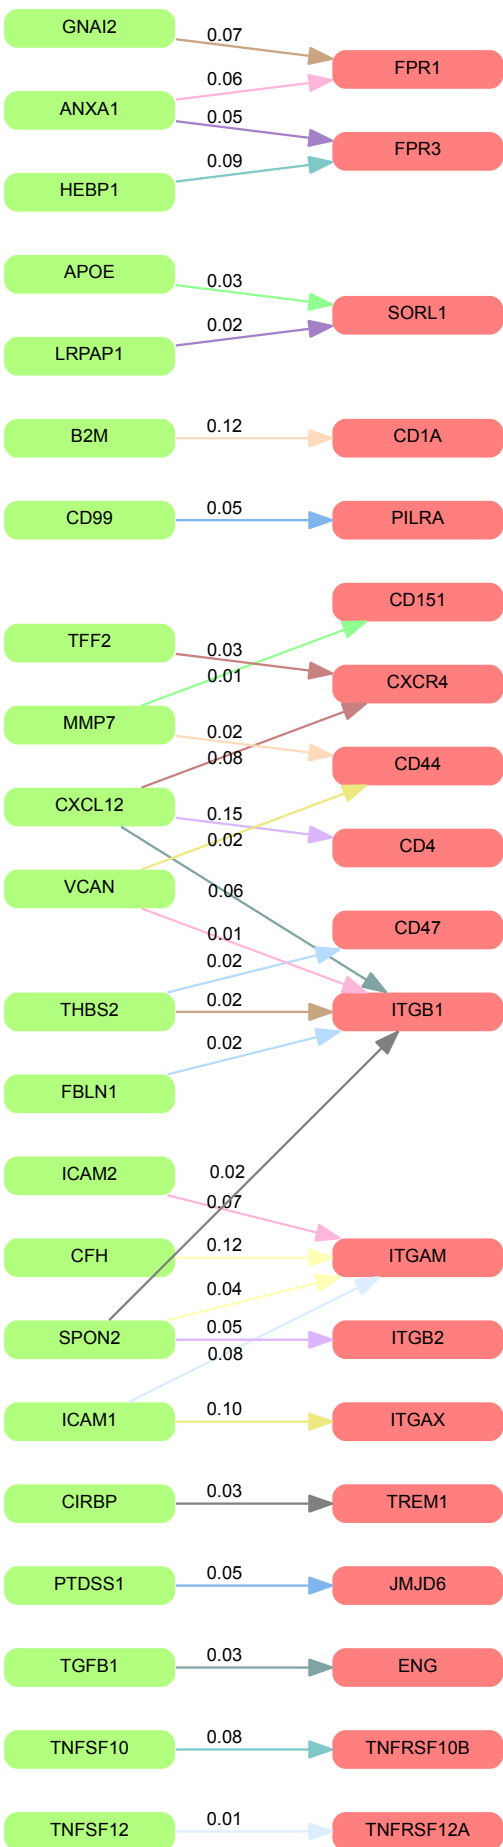 GNAI2
0.07
FPR1
0.06
ANXA1
0.05
FPR3
0.09
HEBP1
APOE
0.03
SORL1
0.02
LRPAP1
B2M
0.12
CD1A
CD99
0.05
PILRA
CD151
TFF2
0.03
0.01
CXCR4
MMP7
0.02
0.08
CD44
CXCL12
0.15
0.02
CD4
VCAN
0.06
CD47
0.01
0.02
THBS2
0.02
ITGB1
0.02
FBLN1
ICAM2
0.02
0.07
CFH
0.12
ITGAM
0.04
SPON2
0.05
ITGB2
0.08
ICAM1
0.10
ITGAX
CIRBP
0.03
TREM1
PTDSS1
0.05
JMJD6
TGFB1
0.03
ENG
TNFSF10
0.08
TNFRSF10B
TNFSF12
0.01
TNFRSF12A